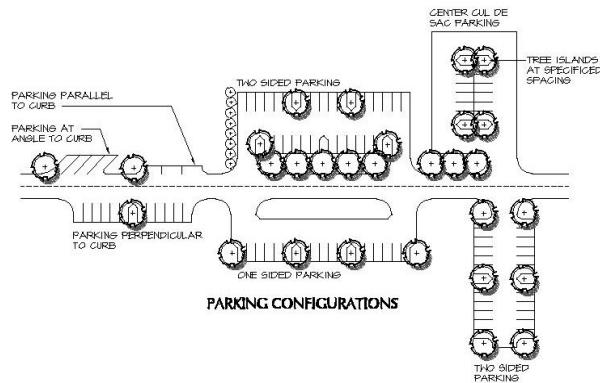 CENTER CUL DE
SAC PARKING
TREE ISLANDS
AT SPECIFICED
SPACING
TWO SIDED PARKING
PARKING PARALLEL
TO CURB
PARKING AT
ANGLE TO CURB
PARKING PERPENDICULAR
TO CURB
ONE SIDED PARKING
PARKING CONFIGURATIONS
TWO SIDED
PARKING